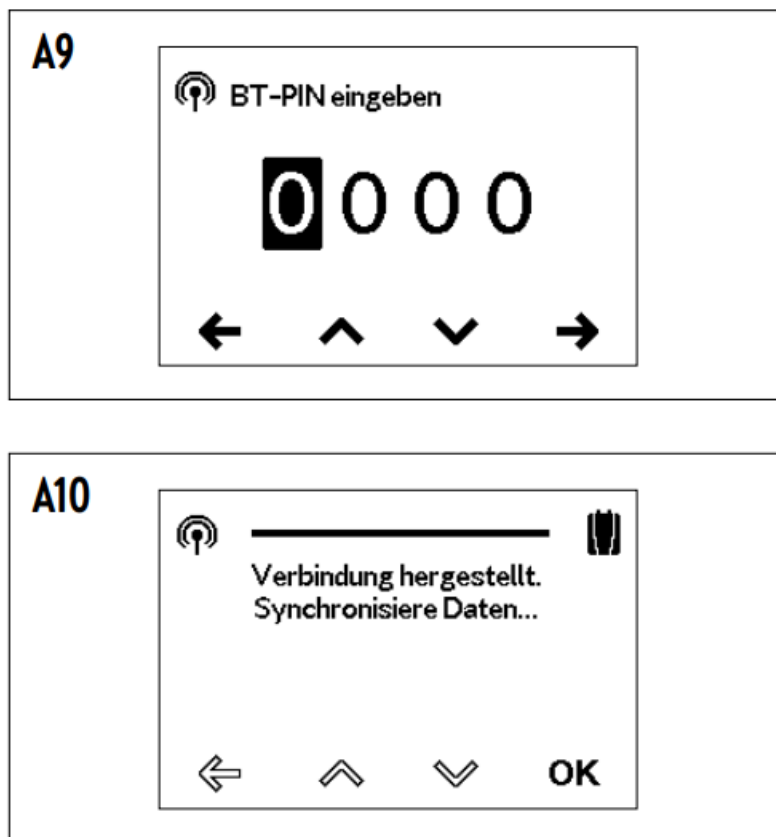 A9
BT-PIN eingeben
0 0 0 0
A10
Verbindung hergestellt.
Synchronisiere Daten...
OK